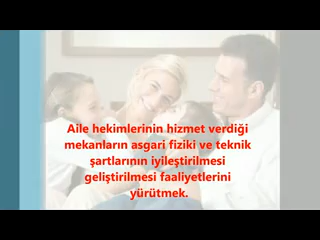 Aile hekimlerinin hizmet verdiği
mekanların asgari fiziki ve teknik
şartlarının iyileştirilmesi
geliştirilmesi faaliyetlerini
yürütmek.